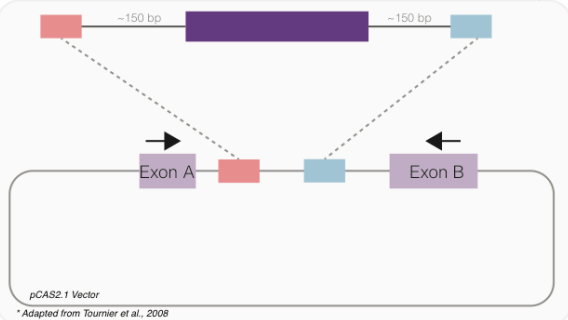 ~150 bp ~150 bp
Exon A Exon B
pCAS2.1 Vector
* Adapted from Tournier et al., 2008